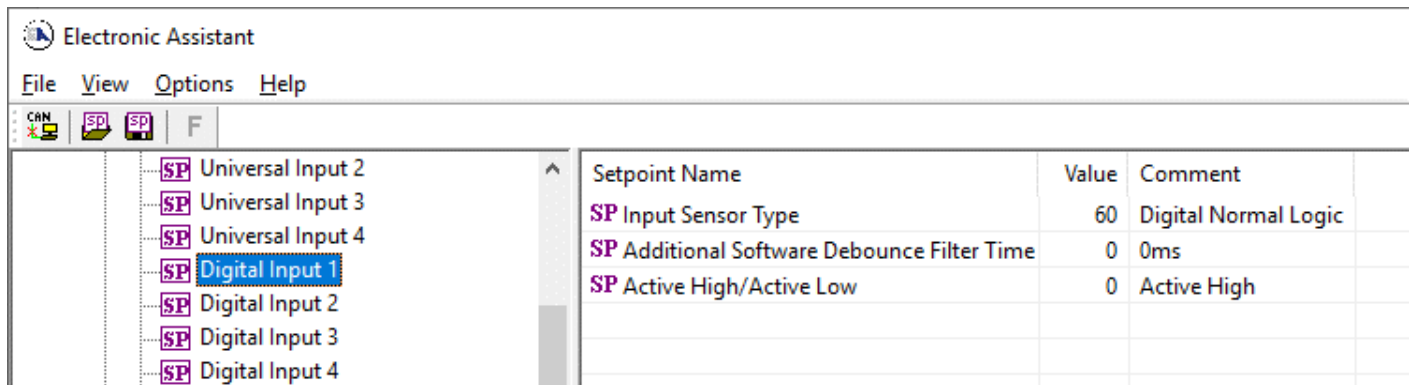 Electronic Assistant
File View Options Help
CAN SP SP F
SP Universal Input 2
SP Universal Input 3
SP Universal Input 4
SP Digital Input 1
SP Digital Input 2
SP Digital Input 3
SP Digital Input 4
Setpoint Name Value Comment
SP Input Sensor Type 60 Digital Normal Logic
SP Additional Software Debounce Filter Time 0 0ms
SP Active High/Active Low 0 Active High